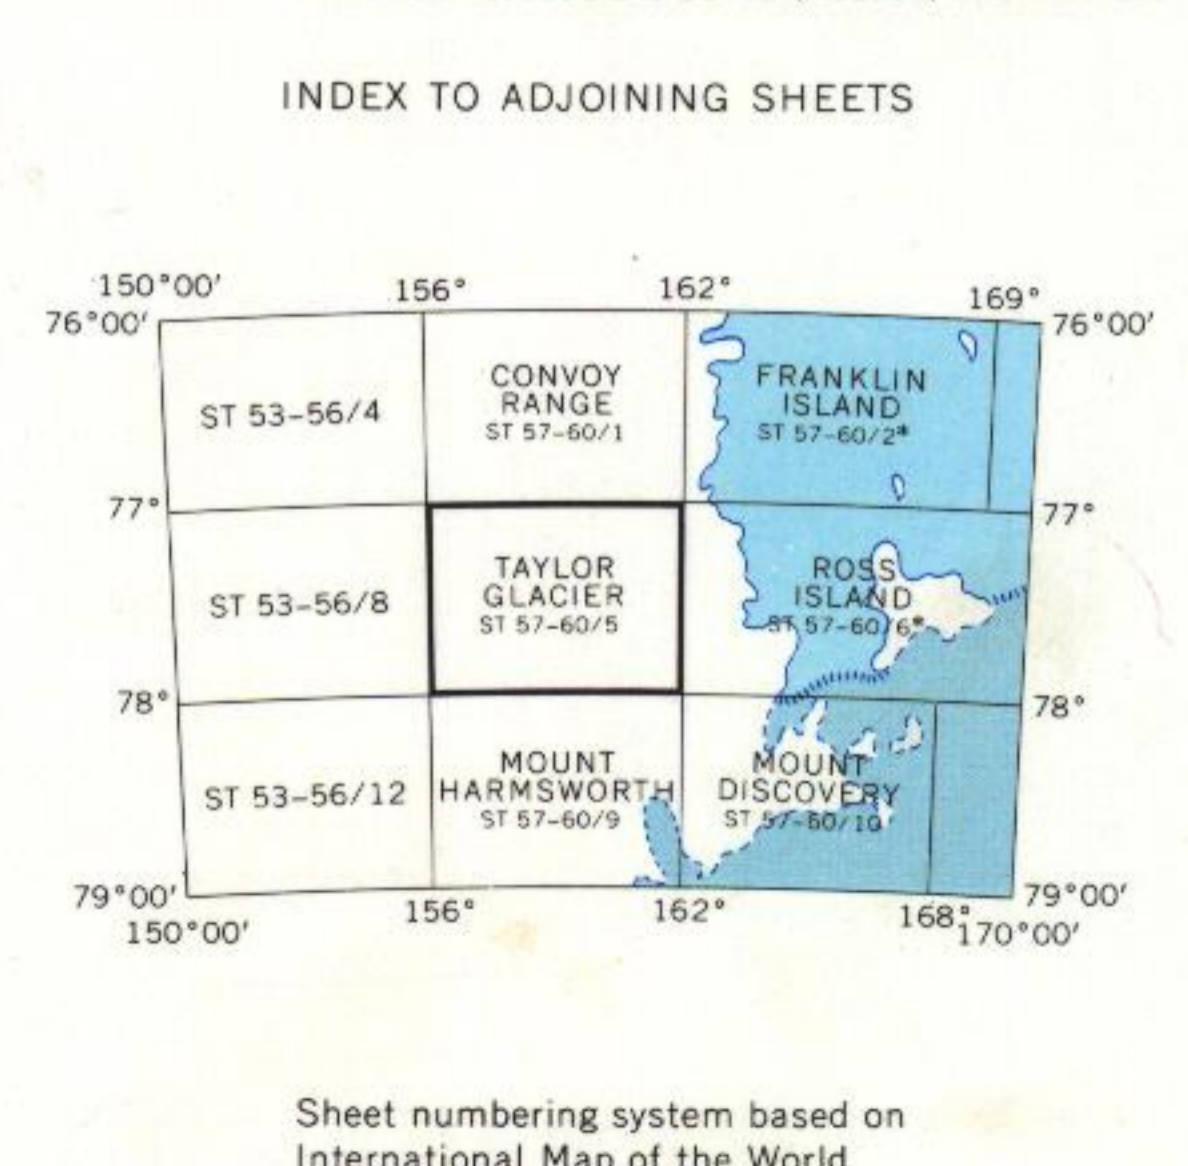 INDEX TO ADJOINING SHEETS
150°00′ 156° 162° 169°
76°00′ 76°00′
CONVOY
RANGE
ST 57–60/1
FRANKLIN
ISLAND
ST 57–60/2*
ST 53–56/4
77° 77°
TAYLOR
GLACIER
ST 57–60/5
ROSS
ISLAND
ST 57–60/6*
ST 53–56/8
78° 78°
MOUNT
HARMSWORTH
ST 57–60/9
MOUNT
DISCOVERY
ST 57–60/10
ST 53–56/12
79°00′ 79°00′
150°00′ 156° 162° 168° 170°00′
Sheet numbering system based on
International Map of the World